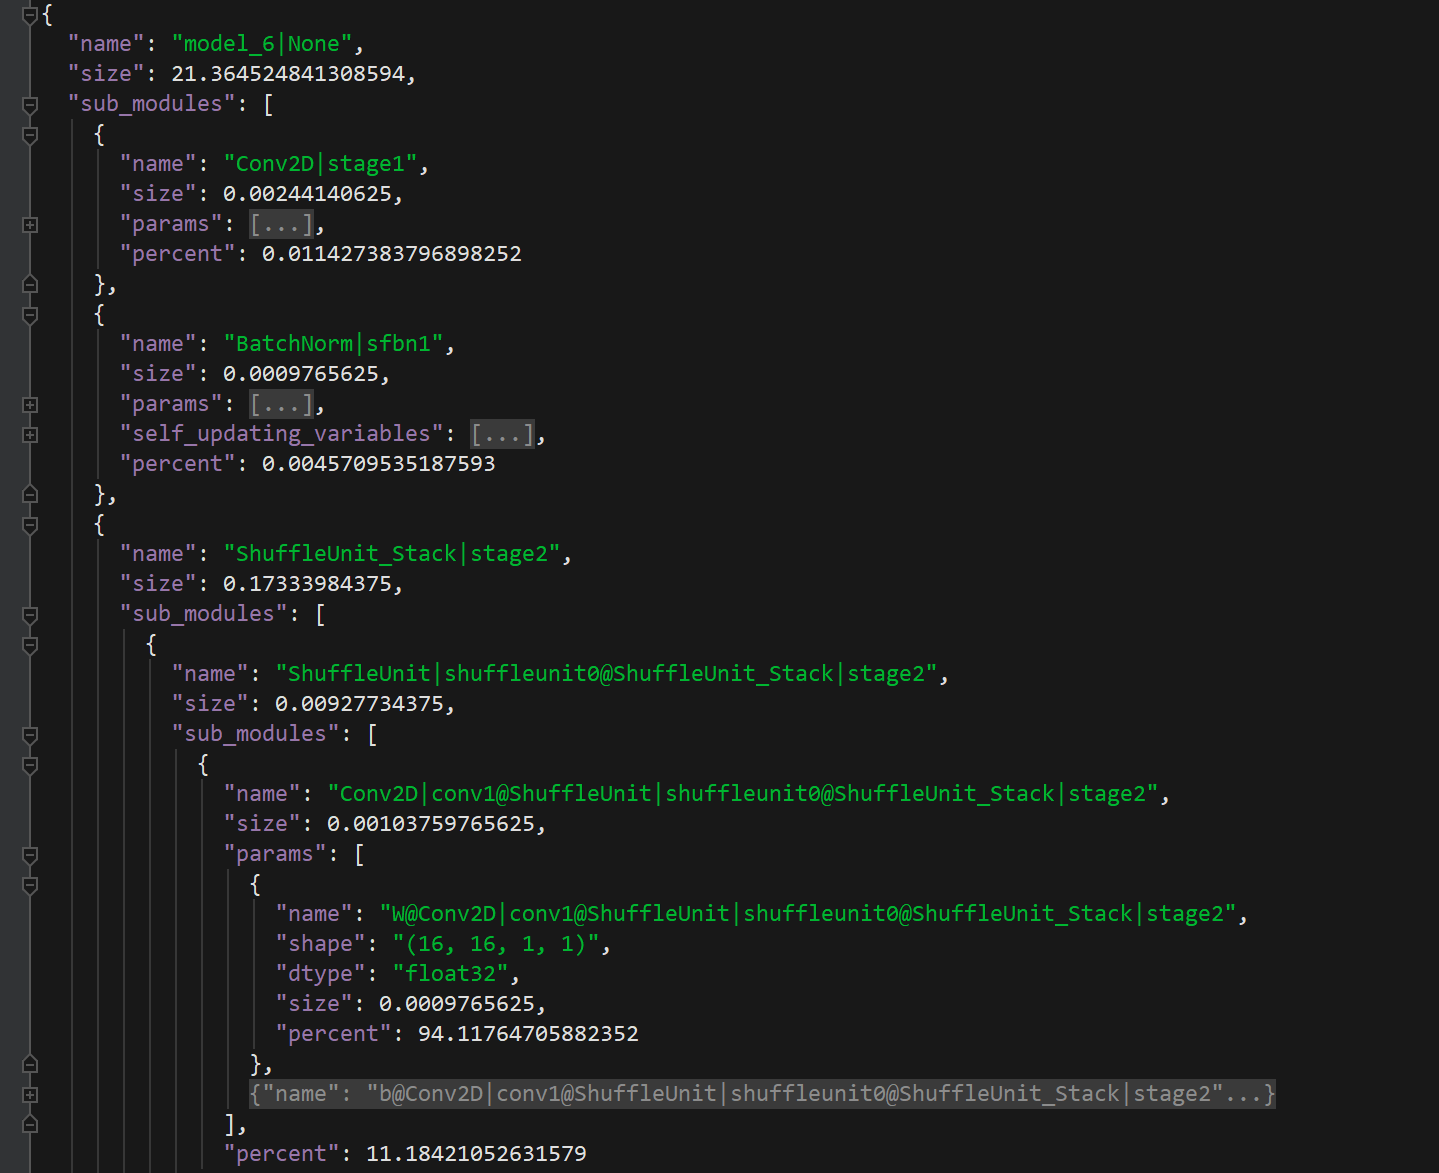 {
"name": "model_6|None",
"size": 21.364524841308594,
"sub_modules": [
{
"name": "Conv2D|stage1",
"size": 0.00244140625,
"params": [...],
"percent": 0.011427383796898252
},
{
"name": "BatchNorm|sfbn1",
"size": 0.0009765625,
"params": [...],
"self_updating_variables": [...],
"percent": 0.0045709535187593
},
{
"name": "ShuffleUnit_Stack|stage2",
"size": 0.17333984375,
"sub_modules": [
{
"name": "ShuffleUnit|shuffleunit0@ShuffleUnit_Stack|stage2",
"size": 0.00927734375,
"sub_modules": [
{
"name": "Conv2D|conv1@ShuffleUnit|shuffleunit0@ShuffleUnit_Stack|stage2",
"size": 0.00103759765625,
"params": [
{
"name": "W@Conv2D|conv1@ShuffleUnit|shuffleunit0@ShuffleUnit_Stack|stage2",
"shape": "(16, 16, 1, 1)",
"dtype": "float32",
"size": 0.0009765625,
"percent": 94.11764705882352
},
{"name": "b@Conv2D|conv1@ShuffleUnit|shuffleunit0@ShuffleUnit_Stack|stage2"...}
],
"percent": 11.18421052631579